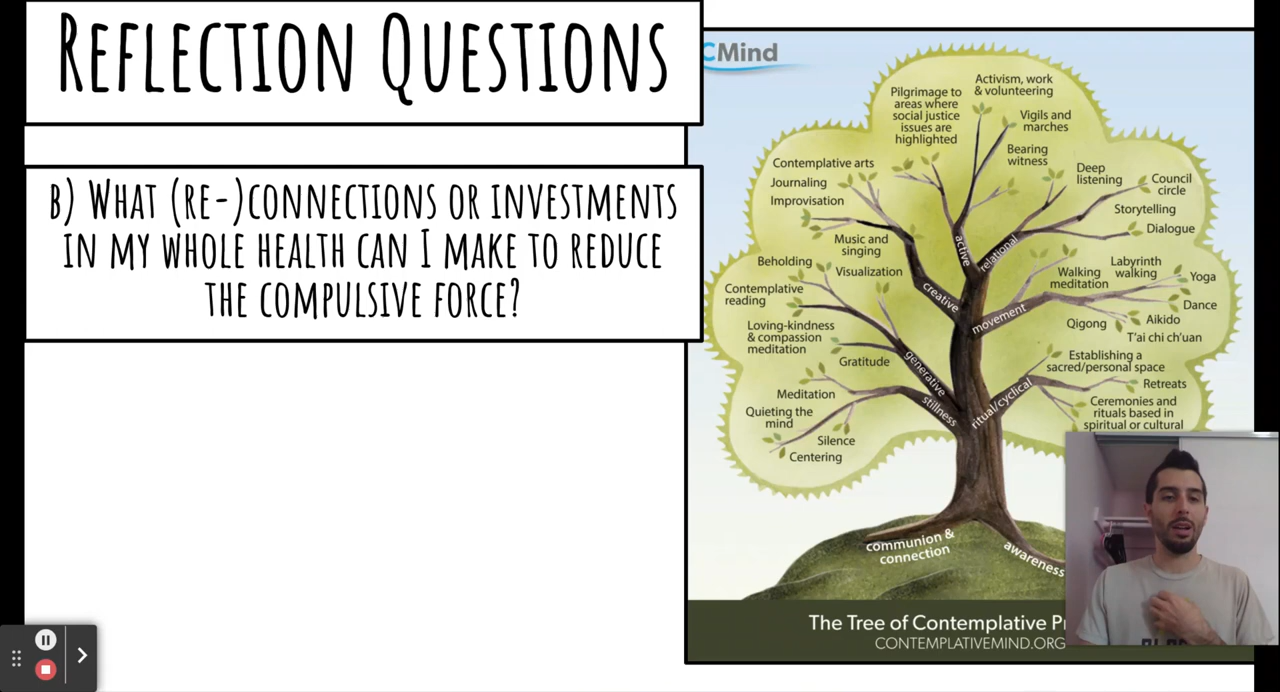 REFLECTION QUESTIONS
B) WHAT (RE-)CONNECTIONS OR INVESTMENTS
IN MY WHOLE HEALTH CAN I MAKE TO REDUCE
THE COMPULSIVE FORCE?
CMind
Activism, work
& volunteering
Pilgrimage to
areas where
social justice
issues are
highlighted
Vigils and
marches
Bearing
witness
Contemplative arts
Journaling
Improvisation
Deep
listening
Council
circle
Storytelling
Dialogue
Music and
singing
Beholding
Visualization
Contemplative
reading
Loving-kindness
& compassion
meditation
Gratitude
Walking
meditation
Labyrinth
walking
Yoga
Dance
Aikido
Qigong
T'ai chi ch'uan
Establishing a
sacred/personal space
Retreats
Ceremonies and
rituals based in
spiritual or cultural
Meditation
Quieting the
mind
Silence
Centering
active
relational
creative
movement
generative
stillness
ritual/cyclical
communion &
connection
awareness
The Tree of Contemplative
CONTEMPLATIVEMIND.ORG